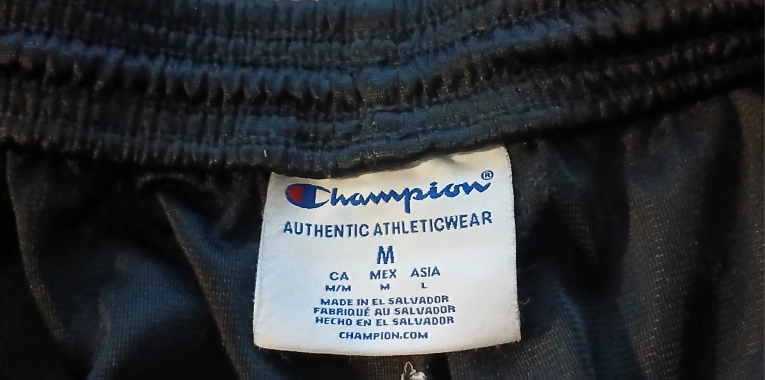 Champion®
AUTHENTIC ATHLETICWEAR
M
CA MEX ASIA
M/M M L
MADE IN EL SALVADOR
FABRIQUÉ AU SALVADOR
HECHO EN EL SALVADOR
CHAMPION.COM